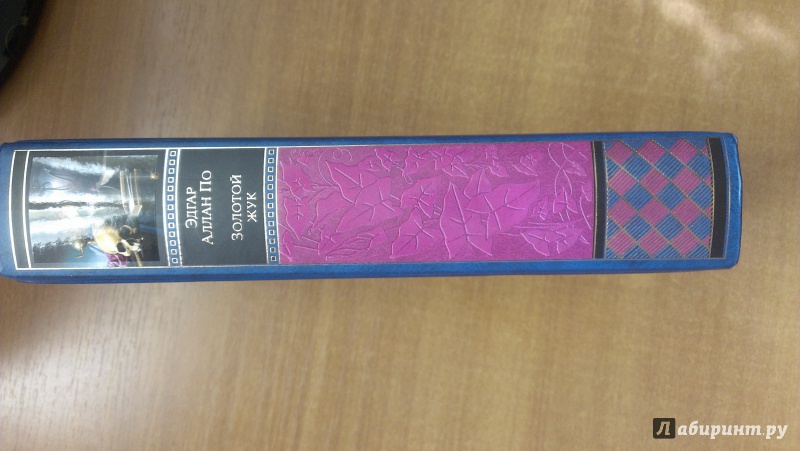 ЭДГАР
АЛЛАН ПО
ЗОЛОТОЙ
ЖУК
Лабиринт.ру